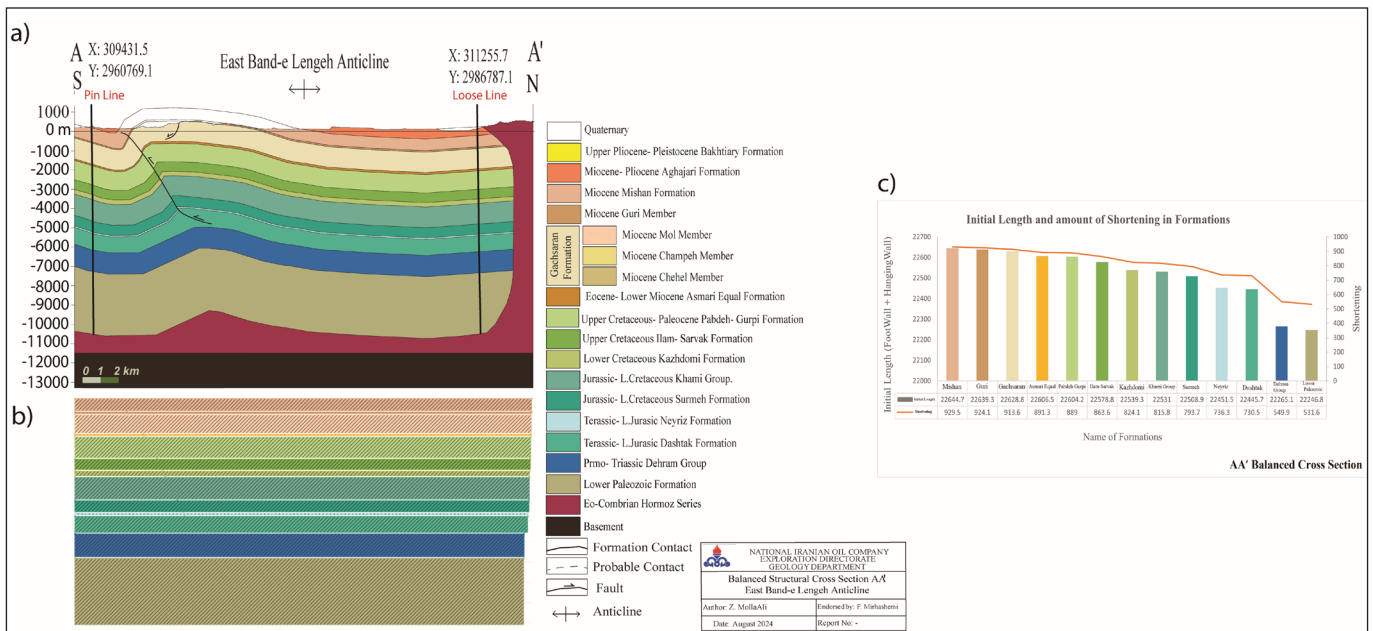 a)
A
S
X: 309431.5
Y: 2960769.1
Pin Line
East Band-e Lengeh Anticline
X: 311255.7
Y: 2986787.1
Loose Line
A'
N
1000
0 m
-1000
-2000
-3000
-4000
-5000
-6000
-7000
-8000
-9000
-10000
-11000
-12000
-13000
0 1 2 km
b)
Quaternary
Upper Pliocene- Pleistocene Bakhtiary Formation
Miocene- Pliocene Aghajari Formation
Miocene Mishan Formation
Miocene Guri Member
Gachsaran
Formation
Miocene Mol Member
Miocene Champeh Member
Miocene Chehel Member
Eocene- Lower Miocene Asmari Equal Formation
Upper Cretaceous- Paleocene Pabdeh- Gurpi Formation
Upper Cretaceous Ilam- Sarvak Formation
Lower Cretaceous Kazhdomi Formation
Jurassic- L.Cretaceous Khami Group.
Jurassic- L.Cretaceous Surmeh Formation
Terassic- L.Jurasic Neyriz Formation
Terassic- L.Jurasic Dashtak Formation
Prmo- Triassic Dehram Group
Lower Paleozoic Formation
Eo-Combrian Hormoz Series
Basement
Formation Contact
Probable Contact
Fault
Anticline
NATIONAL IRANIAN OIL COMPANY
EXPLORATION DIRECTORATE
GEOLOGY DEPARTMENT
Balanced Structural Cross Section AA'
East Band-e Lengeh Anticline
Author: Z. MollaAli
Endorsed by: F. Mirhashemi
Date: August 2024
Report No: -
c)
Initial Length and amount of Shortening in Formations
Initial Length (FootWall + HangingWall)
22700
22600
22500
22400
22300
22200
22100
22000
1000
900
800
700
600
500
400
300
200
100
0
Shortening
Mishan Guri Gachsaran Asmari Equal Pabdeh-Gurpi Ilam-Sarvak Kazhdomi Khami Group Surmeh Neyriz Dashtak Dehram Group Lower Paleozoic
Initial Length 22644.7 22639.3 22628.8 22606.5 22604.2 22578.8 22539.3 22531 22508.9 22451.5 22445.7 22265.1 22246.8
Shortening 929.5 924.1 913.6 891.3 889 863.6 824.1 815.8 793.7 736.3 730.5 549.9 531.6
Name of Formations
AA' Balanced Cross Section